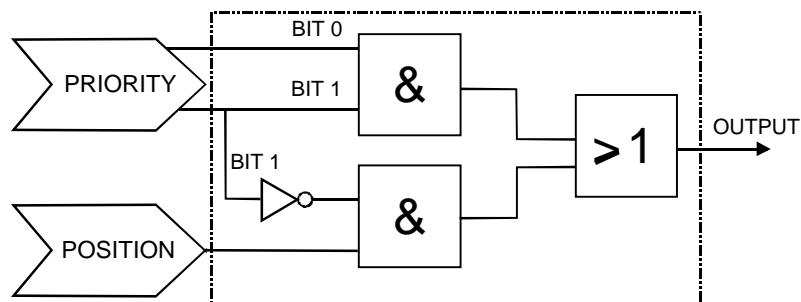 BIT 0
PRIORITY
BIT 1
&
OUTPUT
> 1
BIT 1
&
POSITION